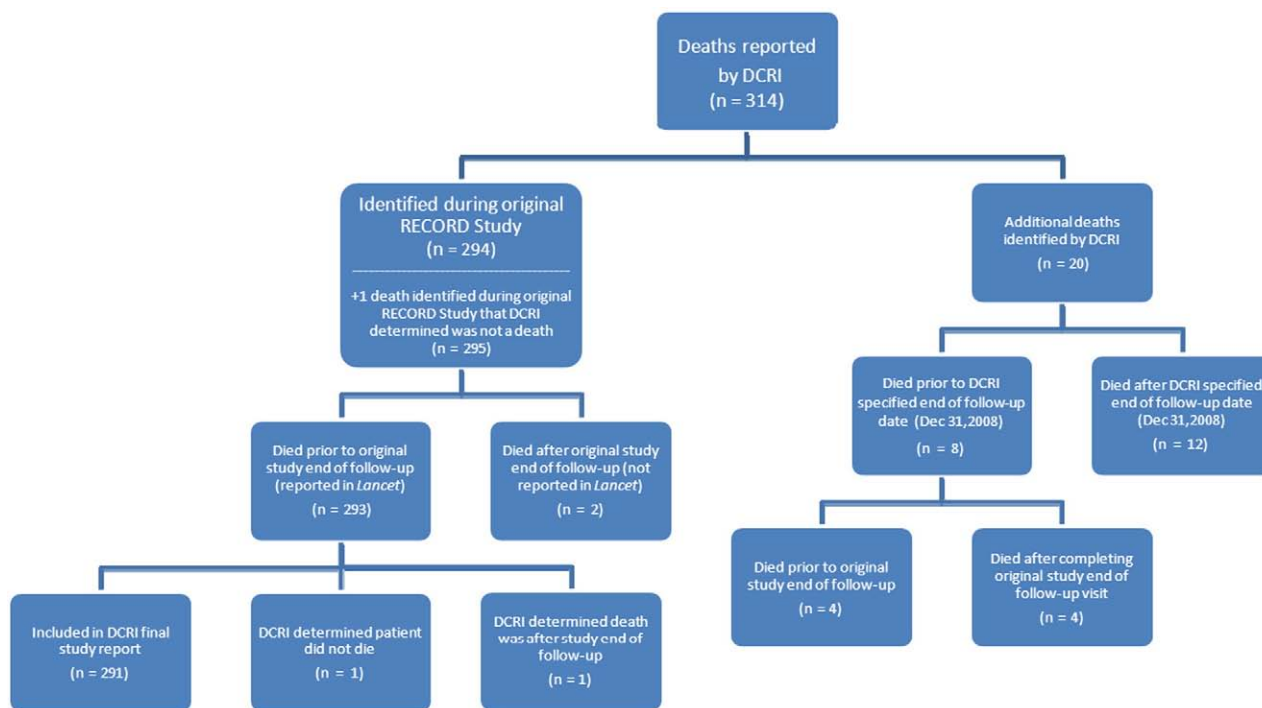 Deaths reported
by DCRI
(n = 314)
Identified during original
RECORD Study
(n = 294)
+1 death identified during original
RECORD Study that DCRI
determined was not a death
(n = 295)
Additional deaths
identified by DCRI
(n = 20)
Died prior to original
study end of follow-up
(reported in Lancet)
(n = 293)
Died after original study
end of follow-up (not
reported in Lancet)
(n = 2)
Died prior to DCRI
specified end of follow-up
date (Dec 31,2008)
(n = 8)
Died after DCRI specified
end of follow-up date
(Dec 31,2008)
(n = 12)
Included in DCRI final
study report
(n = 291)
DCRI determined patient
did not die
(n = 1)
DCRI determined death
was after study end of
follow-up
(n =1)
Died prior to original
study end of follow-up
(n = 4)
Died after completing
original study end of
follow-up visit
(n = 4)